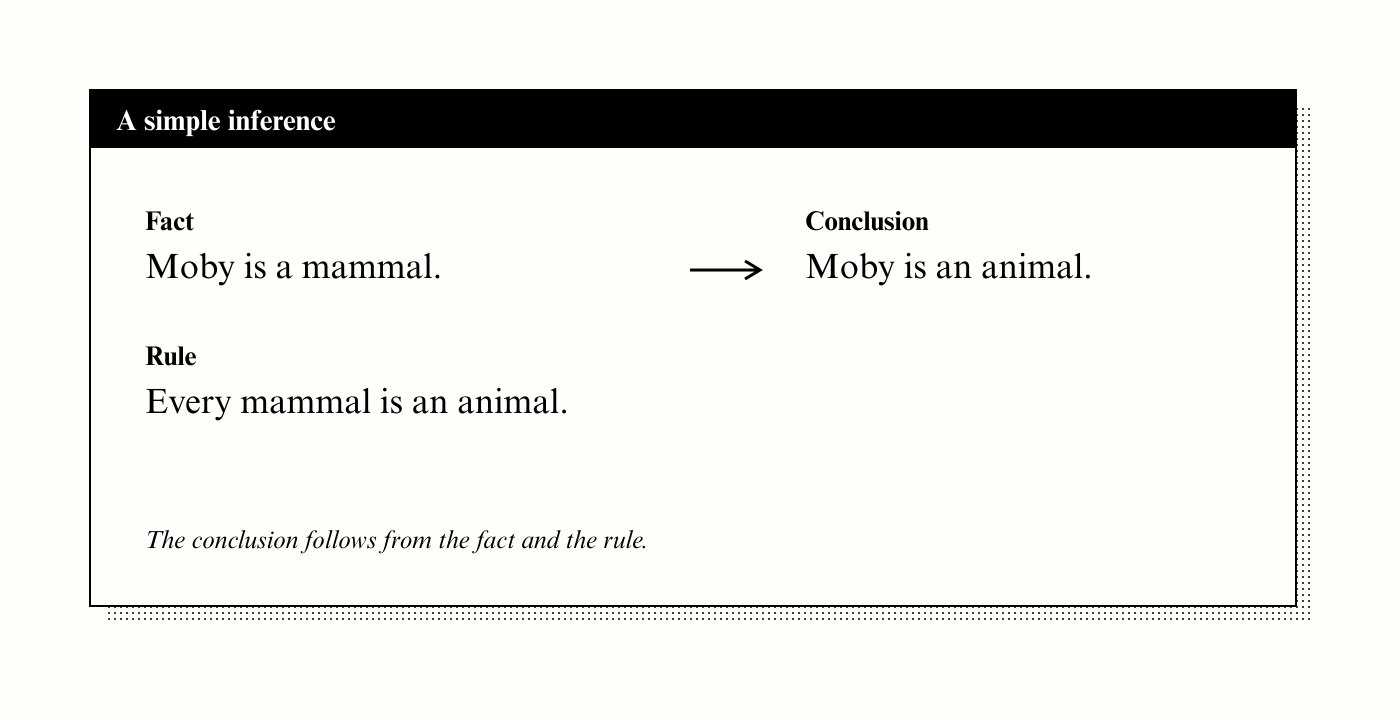 A simple inference
Fact
Moby is a mammal.
Conclusion
Moby is an animal.
Rule
Every mammal is an animal.
The conclusion follows from the fact and the rule.